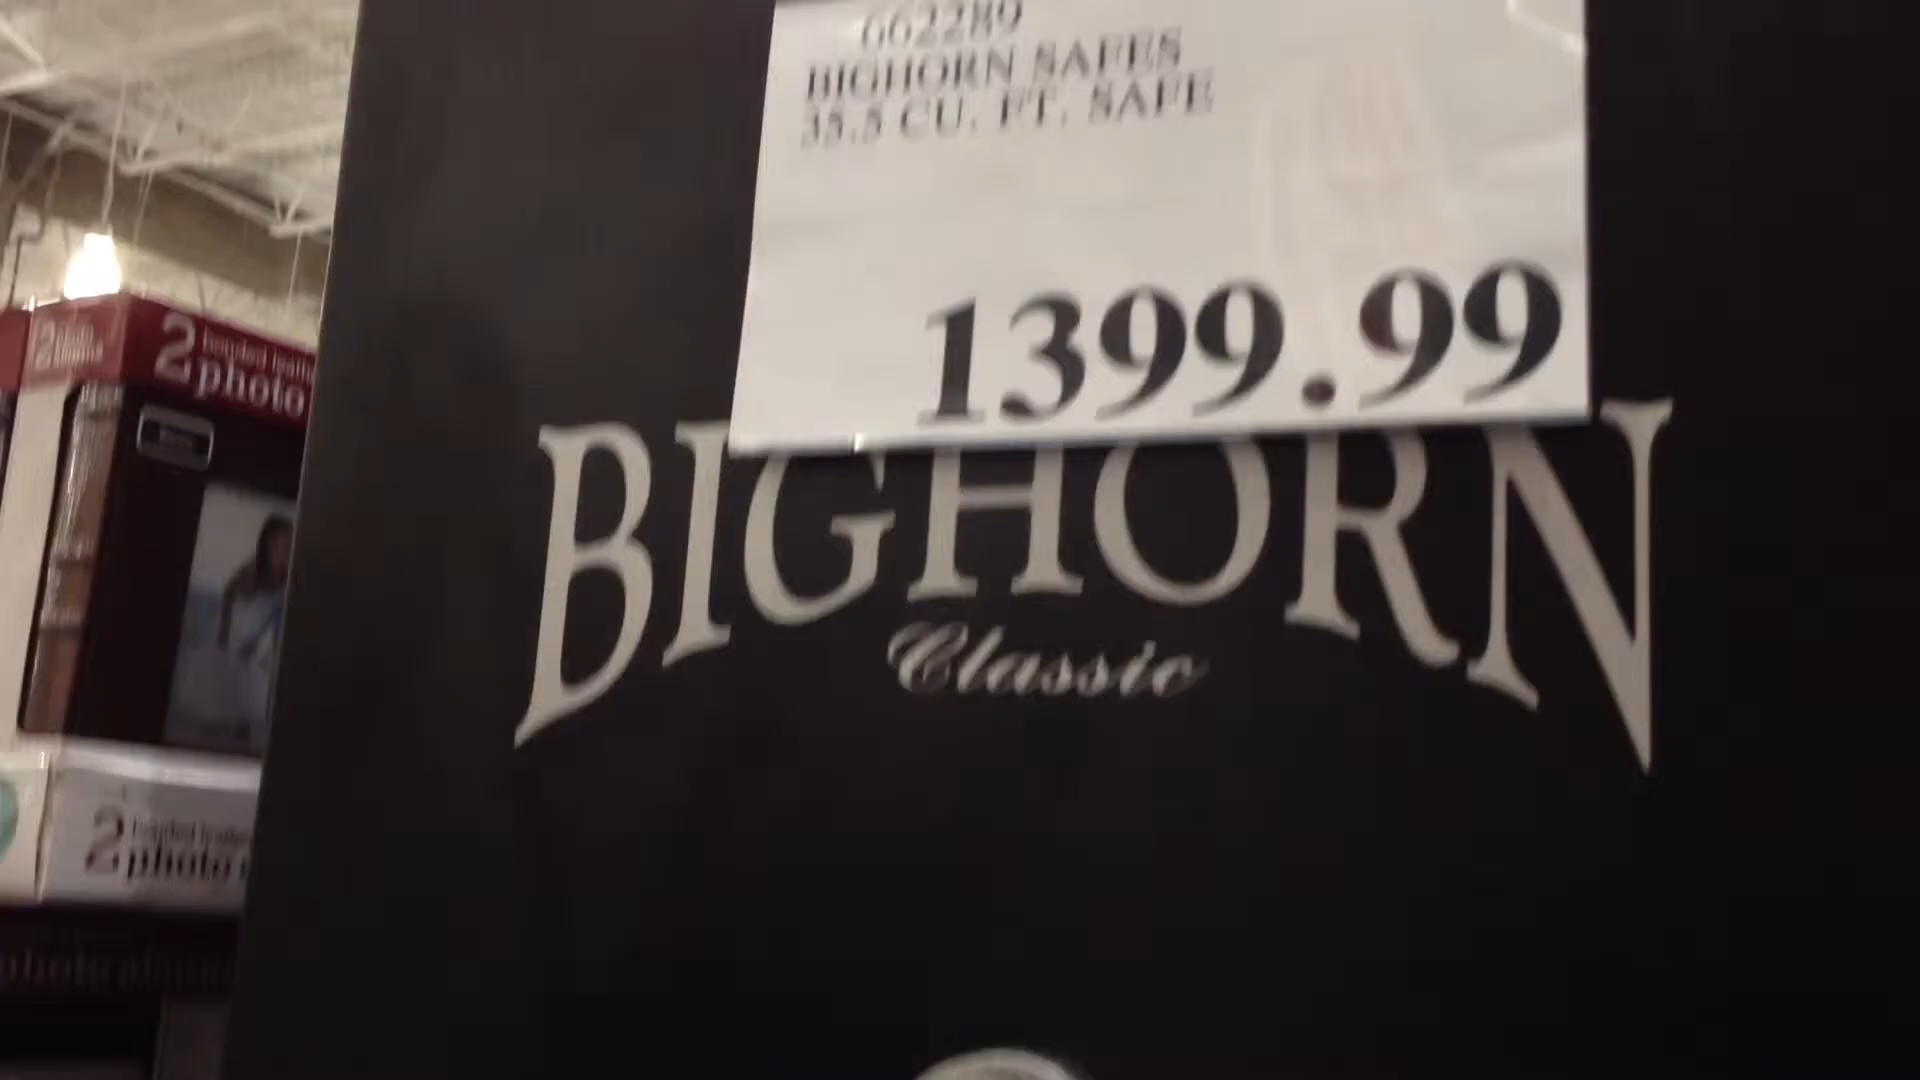 662289
BIGHORN SAFES
35.5 CU. FT. SAFE
1399.99
BIGHORN
Classic
2
photo
2
photo